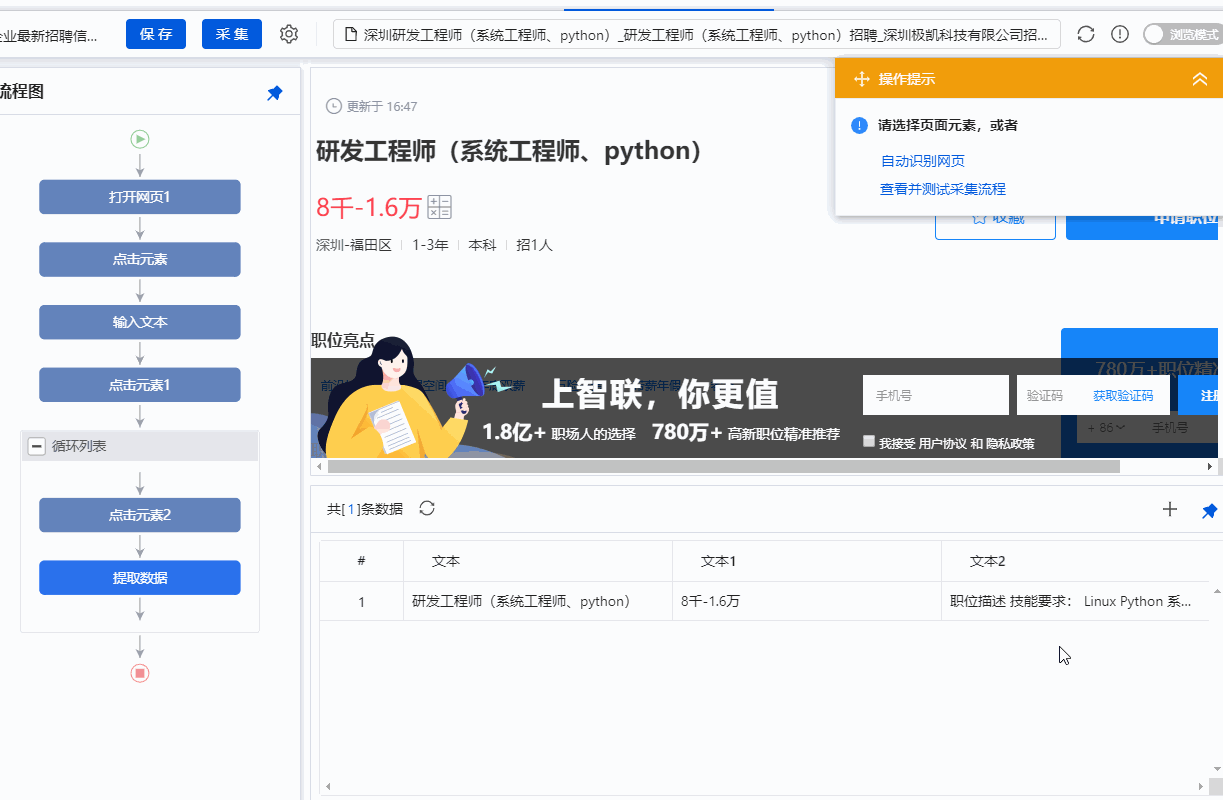 企业最新招聘信息...
保存
采集
深圳研发工程师（系统工程师、python）_研发工程师（系统工程师、python）招聘_深圳极凯科技有限公司招...
浏览模式
流程图
打开网页1
点击元素
输入文本
点击元素1
循环列表
点击元素2
提取数据
操作提示
请选择页面元素，或者
自动识别网页
查看并测试采集流程
更新于 16:47
研发工程师（系统工程师、python）
8千-1.6万
深圳-福田区 1-3年 本科 招1人
收藏
申请职位
职位亮点
780万+职位精准
上智联，你更值
1.8亿+ 职场人的选择 780万+ 高新职位精准推荐
手机号
验证码 获取验证码
+ 86 手机号
我接受 用户协议 和 隐私政策
共[1]条数据
# 文本 文本1 文本2
1 研发工程师（系统工程师、python） 8千-1.6万 职位描述 技能要求： Linux Python 系...